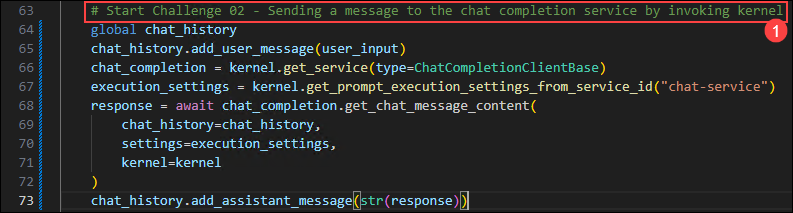 63 # Start Challenge 02 - Sending a message to the chat completion service by invoking kernel
1
64 global chat_history
65 chat_history.add_user_message(user_input)
66 chat_completion = kernel.get_service(type=ChatCompletionClientBase)
67 execution_settings = kernel.get_prompt_execution_settings_from_service_id("chat-service")
68 response = await chat_completion.get_chat_message_content(
69 chat_history=chat_history,
70 settings=execution_settings,
71 kernel=kernel
72 )
73 chat_history.add_assistant_message(str(response))